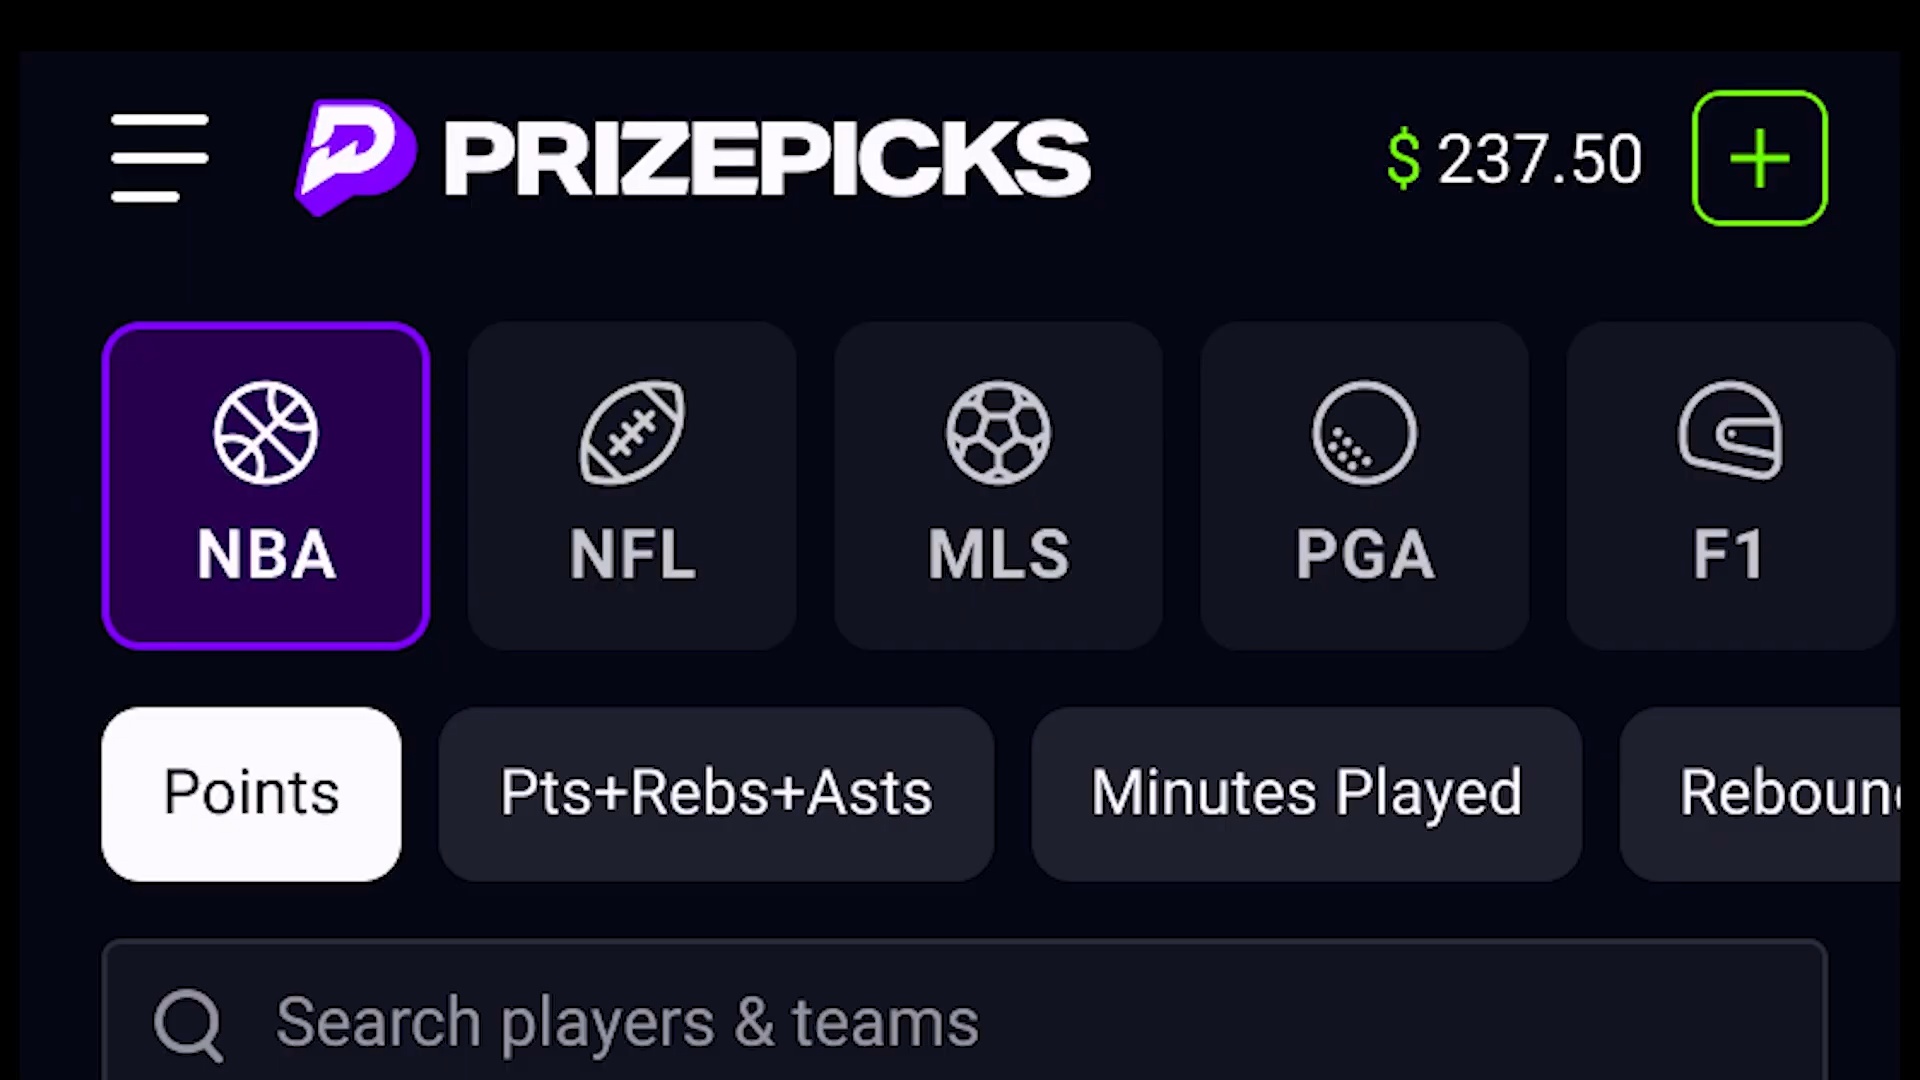 PRIZEPICKS $ 237.50 +
NBA NFL MLS PGA F1
Points Pts+Rebs+Asts Minutes Played
Search players & teams